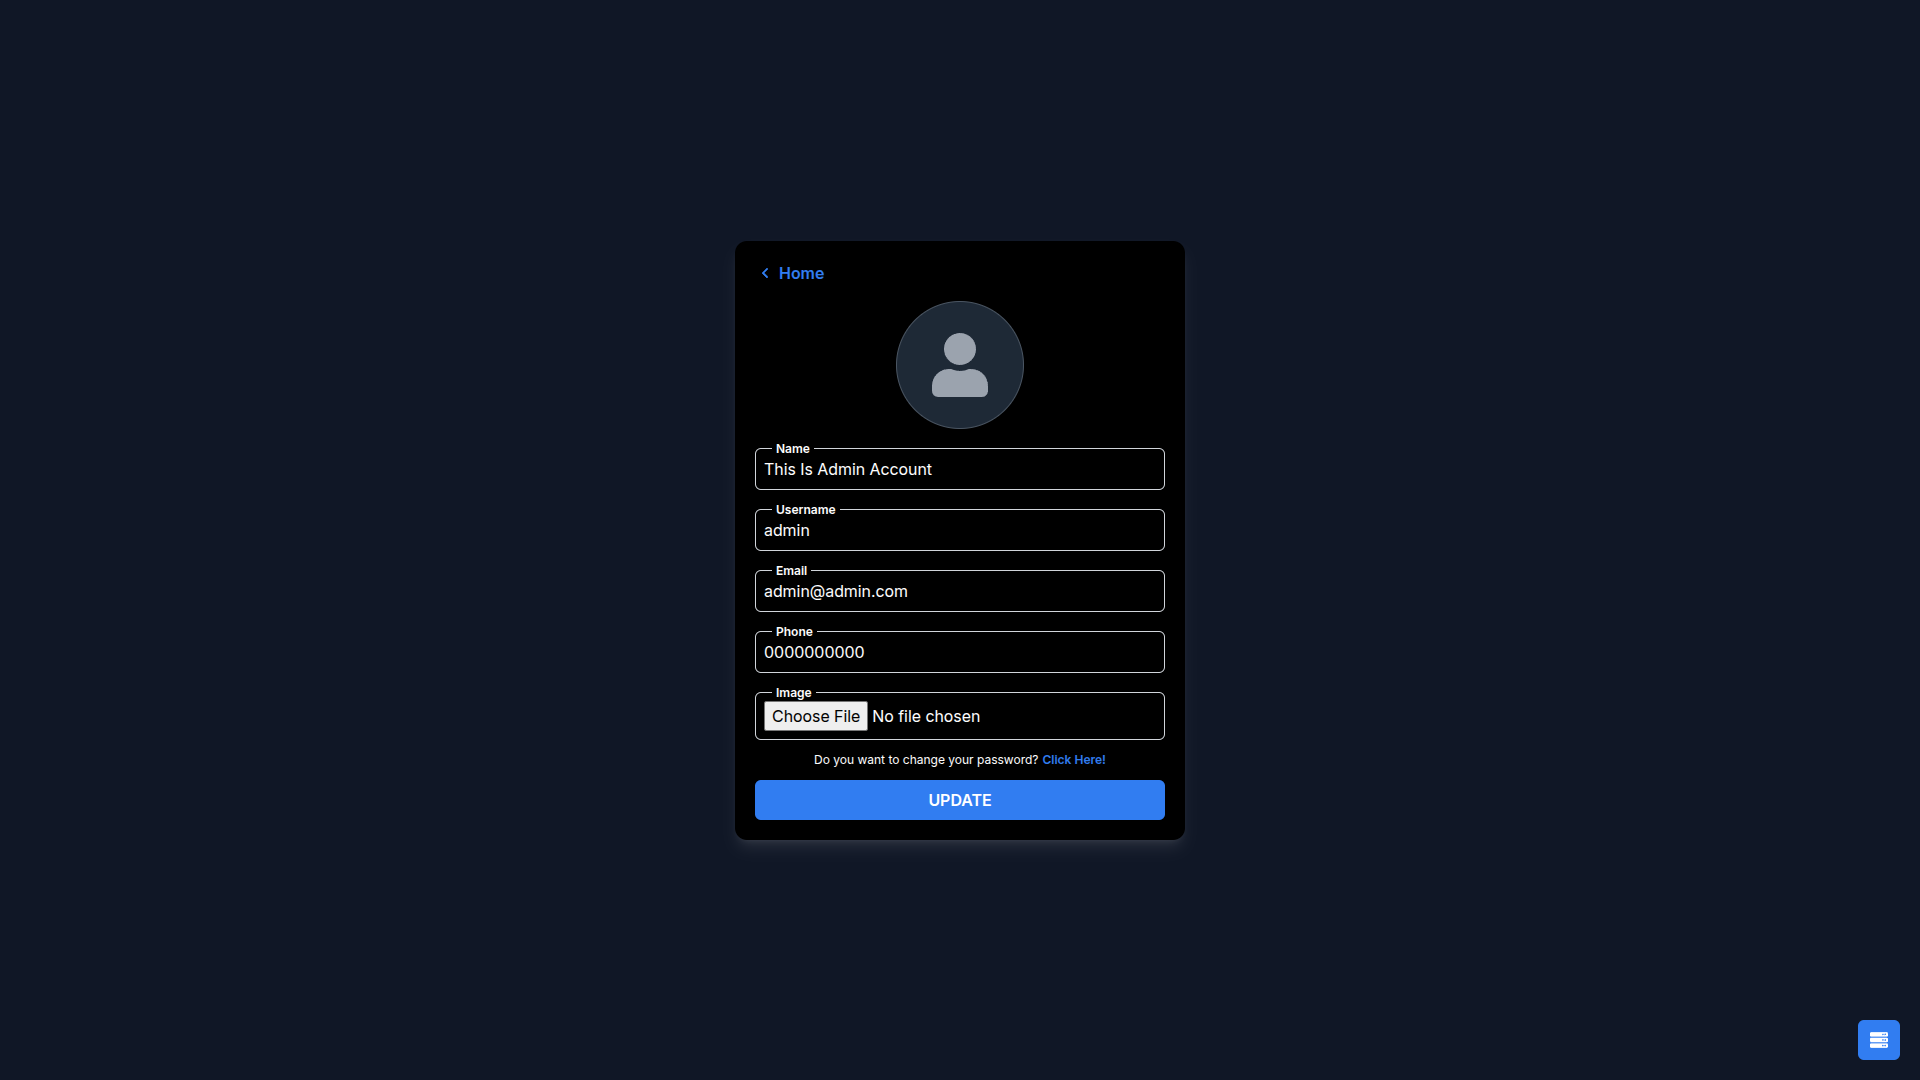 Home
Name
This Is Admin Account
Username
admin
Email
admin@admin.com
Phone
0000000000
Image
Choose File No file chosen
Do you want to change your password? Click Here!
UPDATE